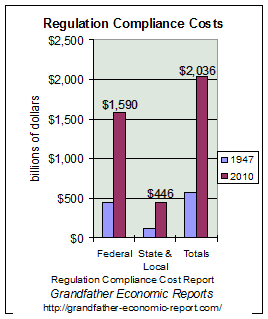 Regulation Compliance Costs
$2,500
$2,000
$1,500
$1,000
$500
$0
billions of dollars
$1,590
$446
$2,036
Federal
State &
Local
Totals
1947
2010
Regulation Compliance Cost Report
Grandfather Economic Reports
http://grandfather-economic-report.com/